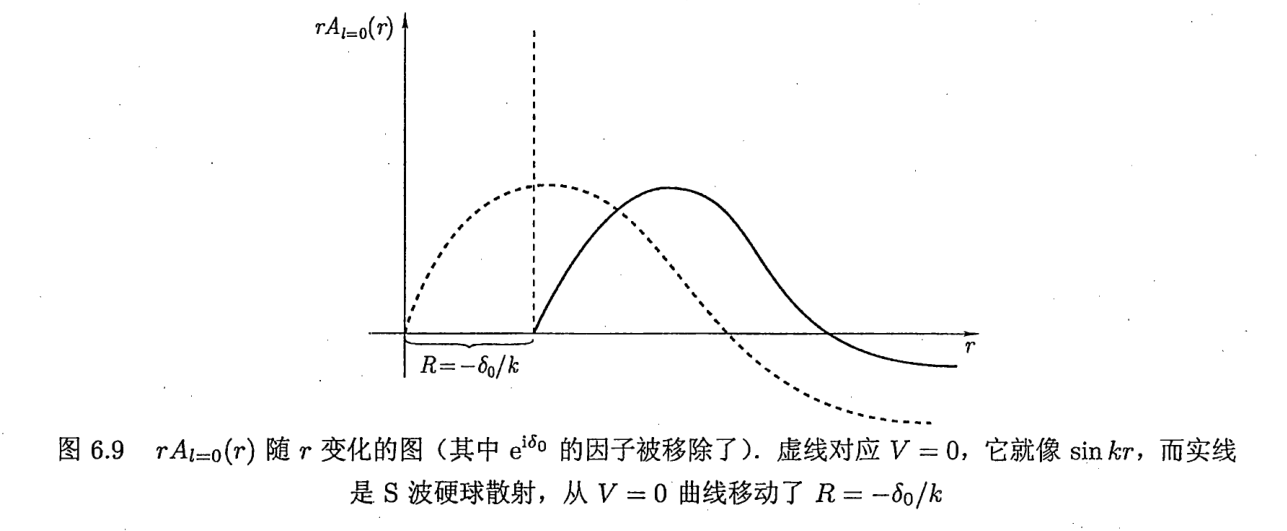 rA_{l=0}(r)
r
R=−δ₀/k
图 6.9 rA_{l=0}(r) 随 r 变化的图（其中 e^{iδ₀} 的因子被移除了）. 虚线对应 V = 0，它就像 sin kr，而实线
是 S 波硬球散射，从 V = 0 曲线移动了 R = −δ₀/k